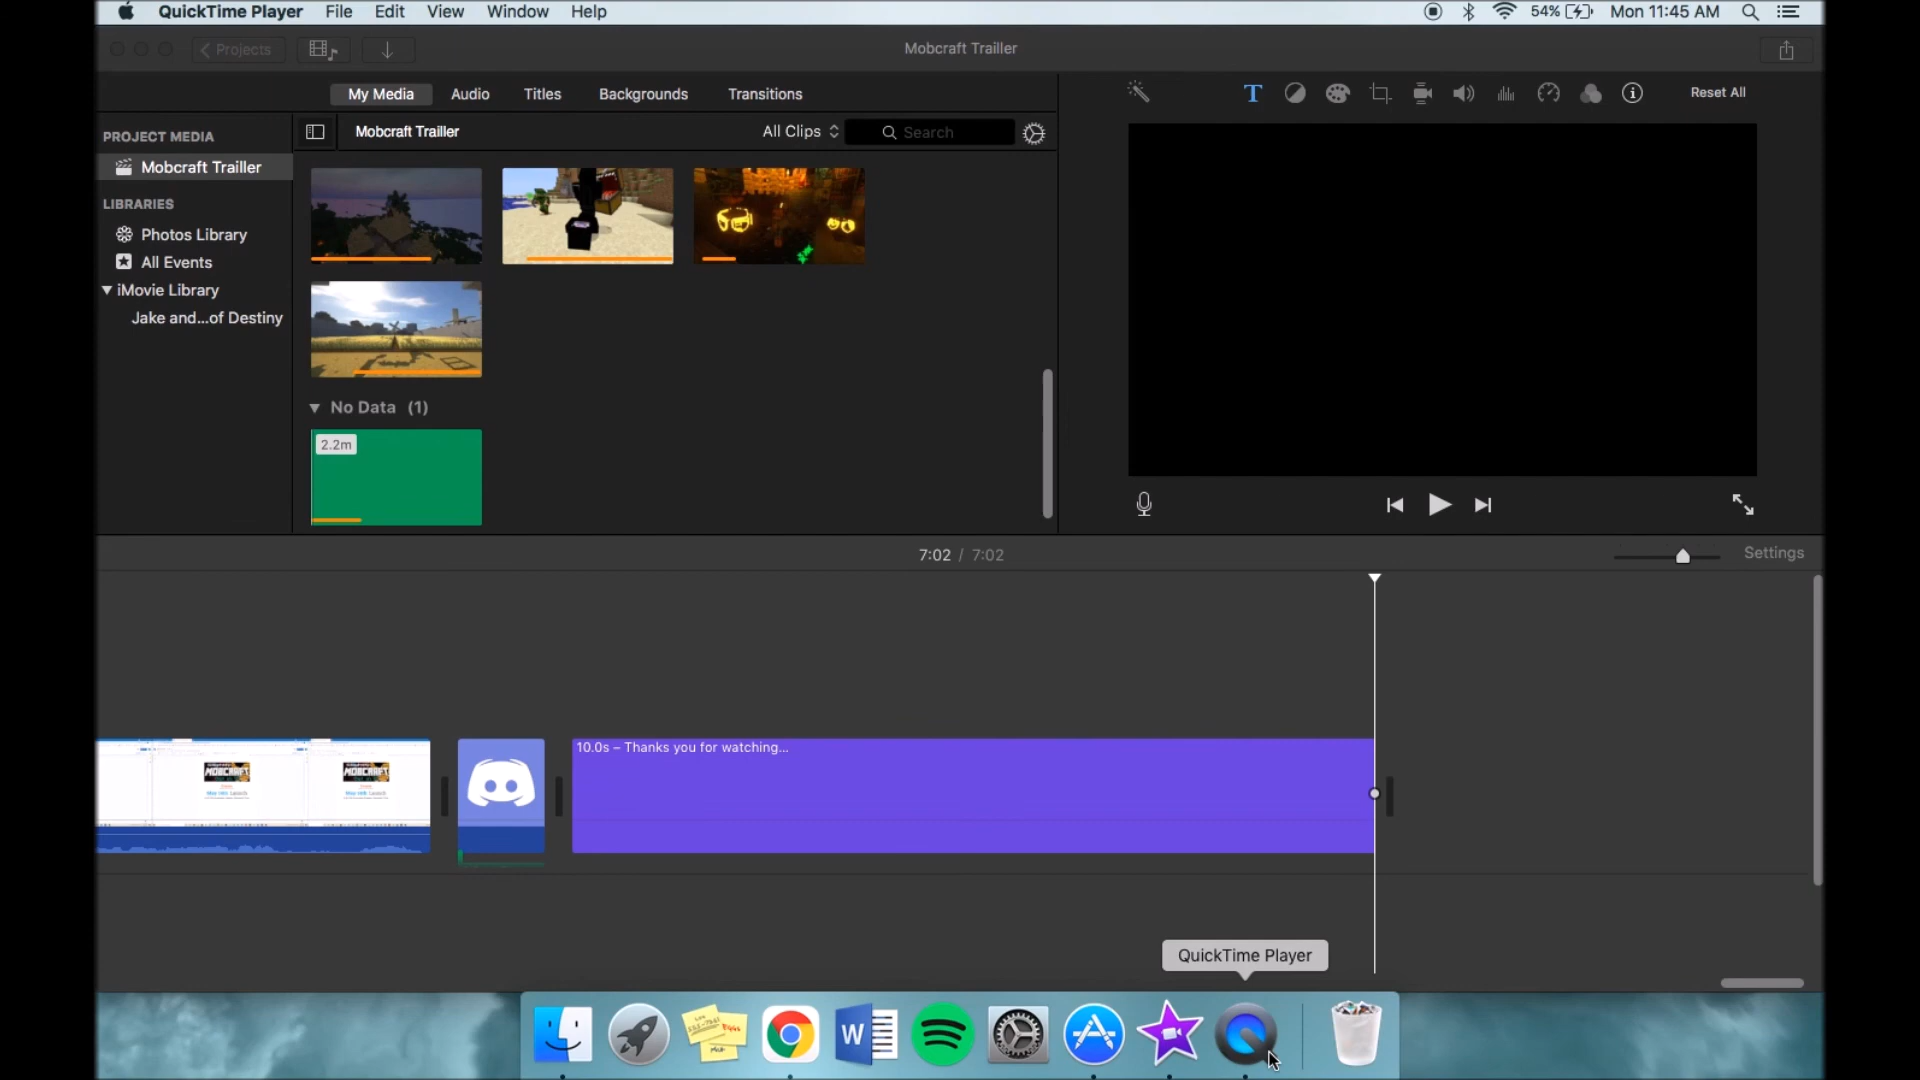 QuickTime Player File Edit View Window Help 54% Mon 11:45 AM
Projects Mobcraft Trailler
My Media Audio Titles Backgrounds Transitions Reset All
PROJECT MEDIA
Mobcraft Trailler All Clips Search
Mobcraft Trailler
LIBRARIES
Photos Library
All Events
iMovie Library
Jake and...of Destiny
No Data (1)
2.2m
7:02 / 7:02 Settings
10.0s – Thanks you for watching...
MOBCRAFT MOBCRAFT
QuickTime Player
W